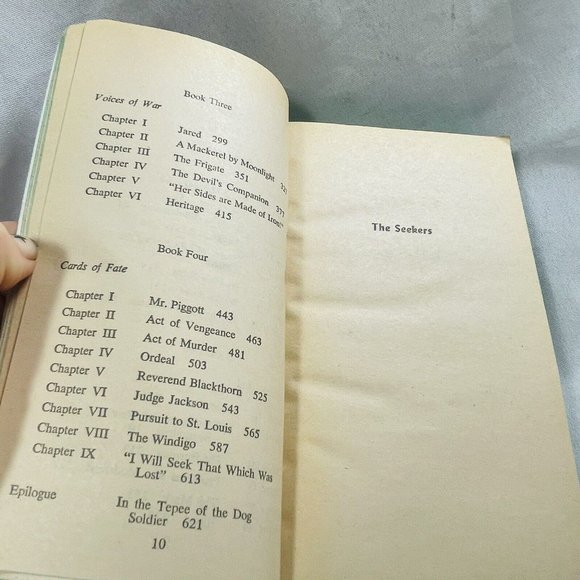 Book Three
Voices of War
Chapter I Jared 299
Chapter II A Mackerel by Moonlight
Chapter III The Frigate 351
Chapter IV The Devil's Companion 377
Chapter V "Her Sides are Made of Iron!"
Chapter VI Heritage 415
Book Four
Cards of Fate
Chapter I Mr. Piggott 443
Chapter II Act of Vengeance 463
Chapter III Act of Murder 481
Chapter IV Ordeal 503
Chapter V Reverend Blackthorn 525
Chapter VI Judge Jackson 543
Chapter VII Pursuit to St. Louis 565
Chapter VIII The Windigo 587
Chapter IX "I Will Seek That Which Was
Lost" 613
Epilogue In the Tepee of the Dog
Soldier 621
10
The Seekers